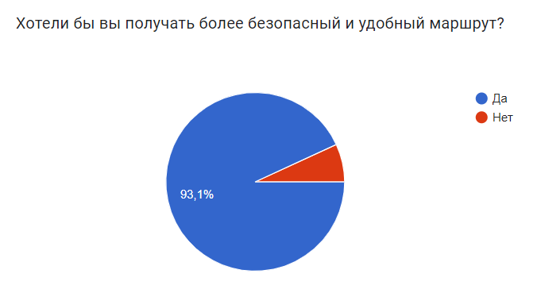 Хотели бы вы получать более безопасный и удобный маршрут?
Да
Нет
93,1%